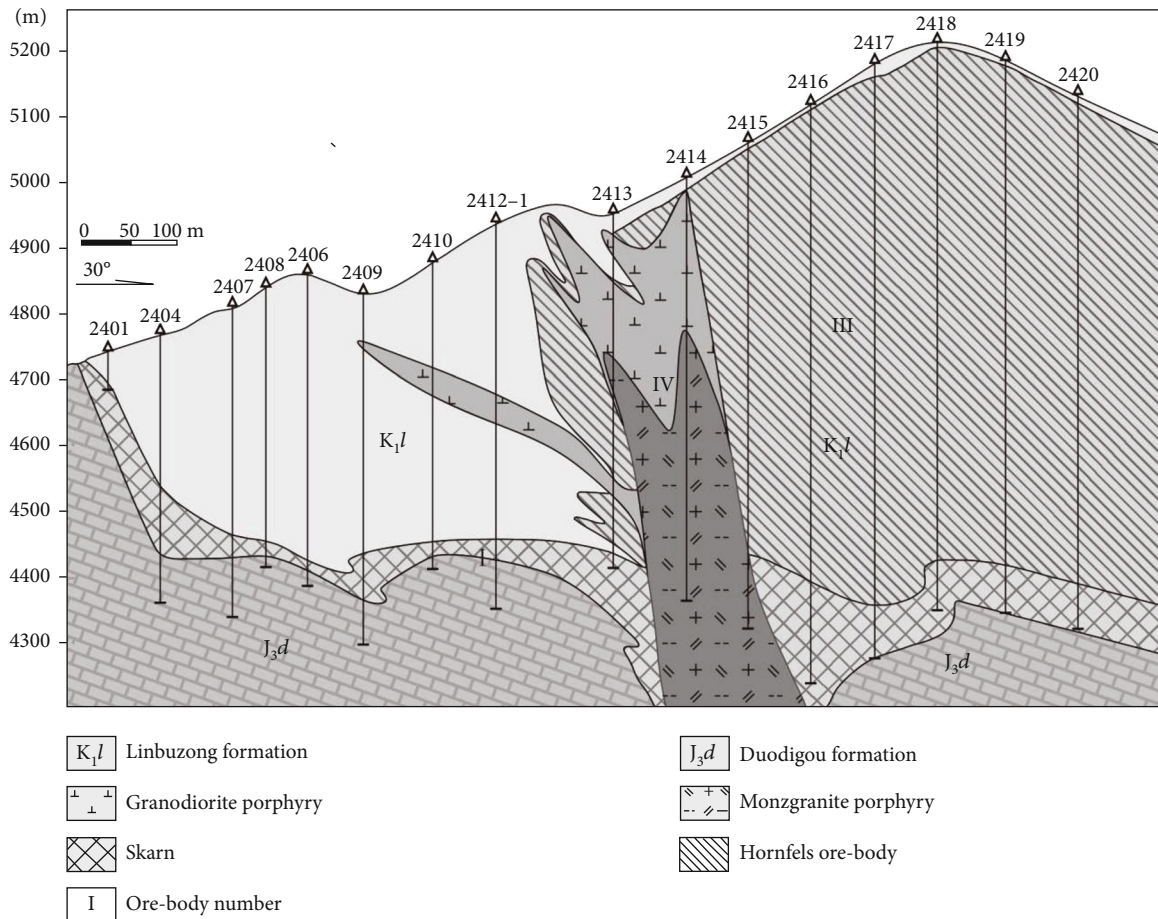 (m)
5200
5100
5000
4900
4800
4700
4600
4500
4400
4300
0 50 100 m
30°
2401
2404
2407
2408
2406
2409
2410
2412–1
2413
2414
2415
2416
2417
2418
2419
2420
III
IV
K₁l
K₁l
I
J₃d
J₃d
K₁l Linbuzong formation
J₃d Duodigou formation
Granodiorite porphyry
Monzgranite porphyry
Skarn
Hornfels ore-body
I Ore-body number